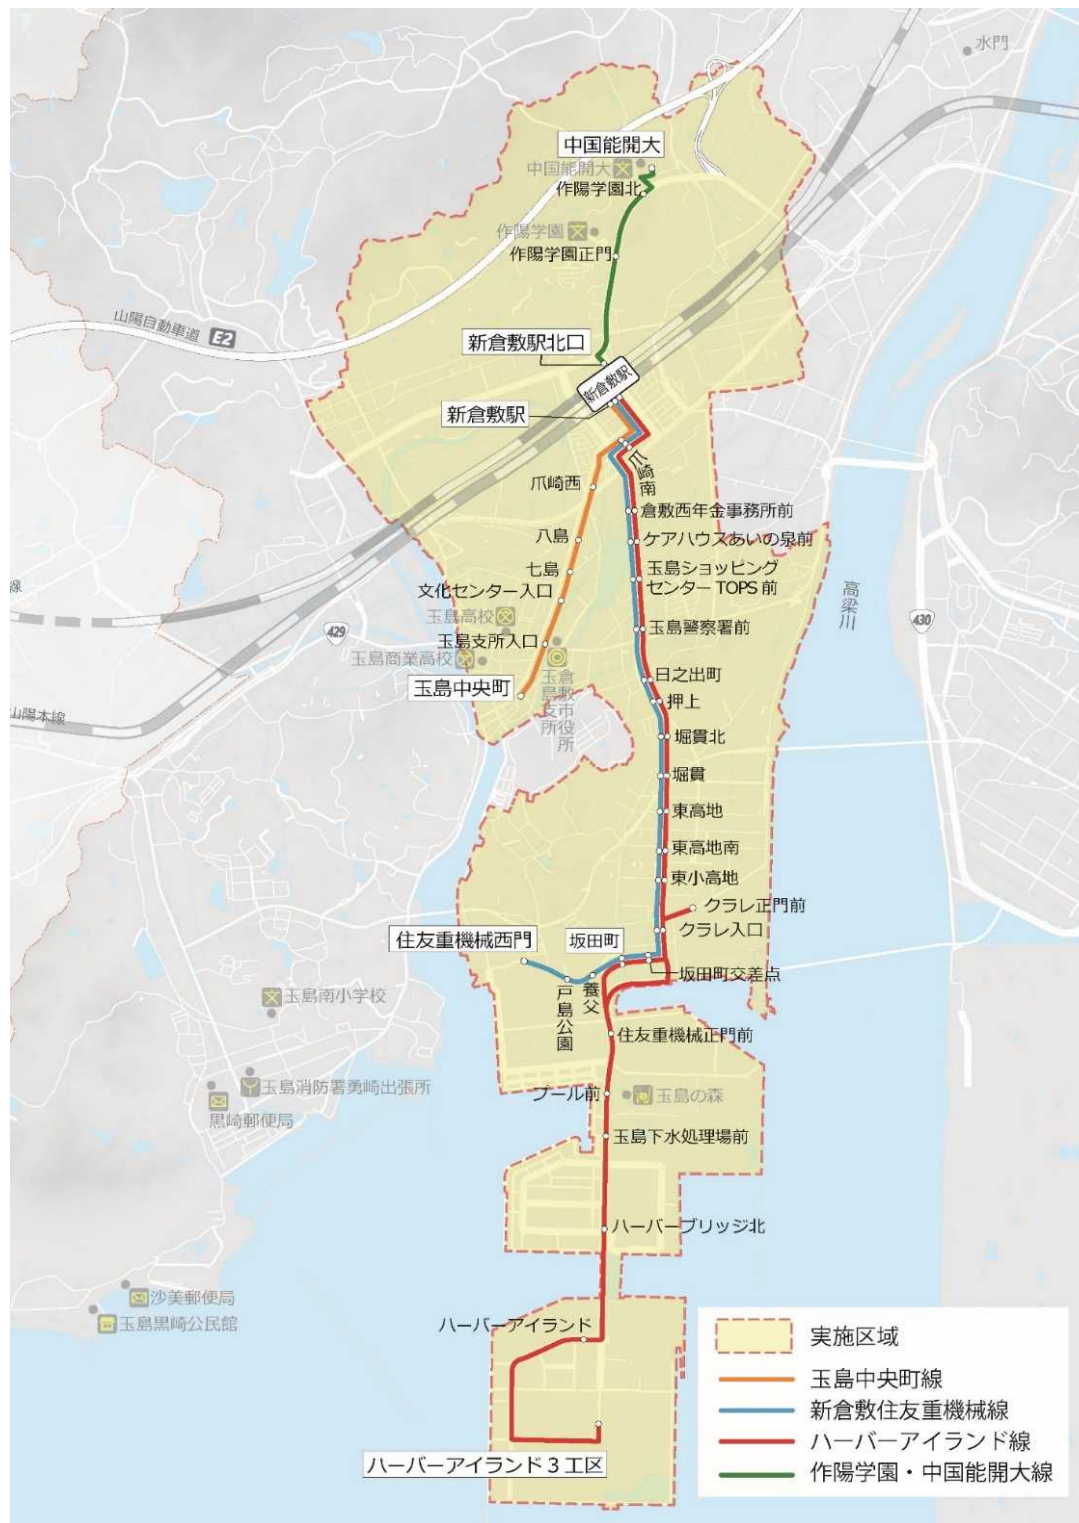 水門
中国能開大
中国能開大
作陽学園北
作陽学園
作陽学園正門
山陽自動車道
E2
新倉敷駅北口
新倉敷駅
新倉敷駅
爪崎南
爪崎西
倉敷西年金事務所前
八島
ケアハウスあいの泉前
七島
玉島ショッピング
センター TOPS 前
文化センター入口
高梁川
線
玉島高校
429
430
玉島警察署前
玉島支所入口
玉島商業高校
倉敷市役所
玉島支所
玉島中央町
日之出町
押上
山陽本線
堀貫北
堀貫
東高地
東高地南
東小高地
クラレ正門前
クラレ入口
住友重機械西門
坂田町
坂田町交差点
養父
戸島公園
玉島南小学校
住友重機械正門前
玉島消防署勇崎出張所
プール前
玉島の森
黒崎郵便局
玉島下水処理場前
ハーバーブリッジ北
沙美郵便局
玉島黒崎公民館
ハーバーアイランド
ハーバーアイランド3工区
実施区域
玉島中央町線
新倉敷住友重機械線
ハーバーアイランド線
作陽学園・中国能開大線